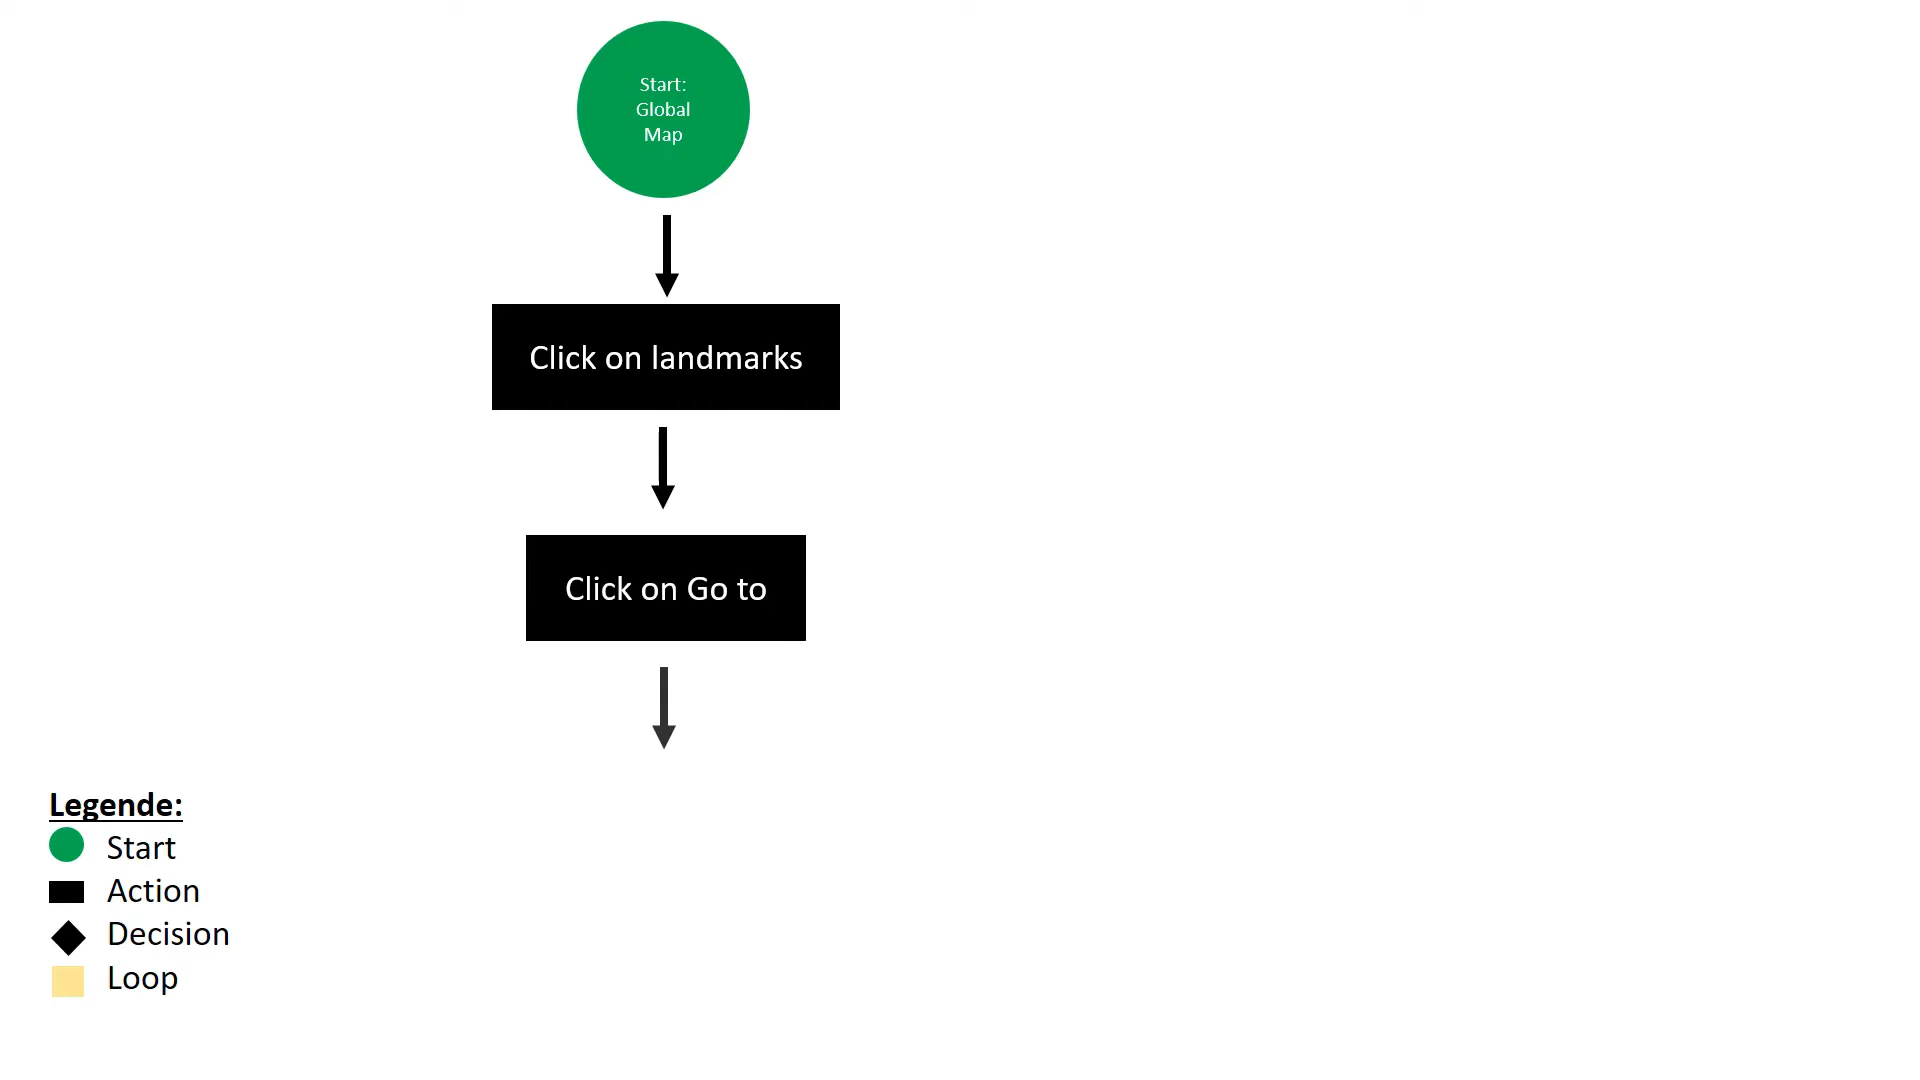 Start:
Global
Map
Click on landmarks
Click on Go to
Legende:
Start
Action
Decision
Loop